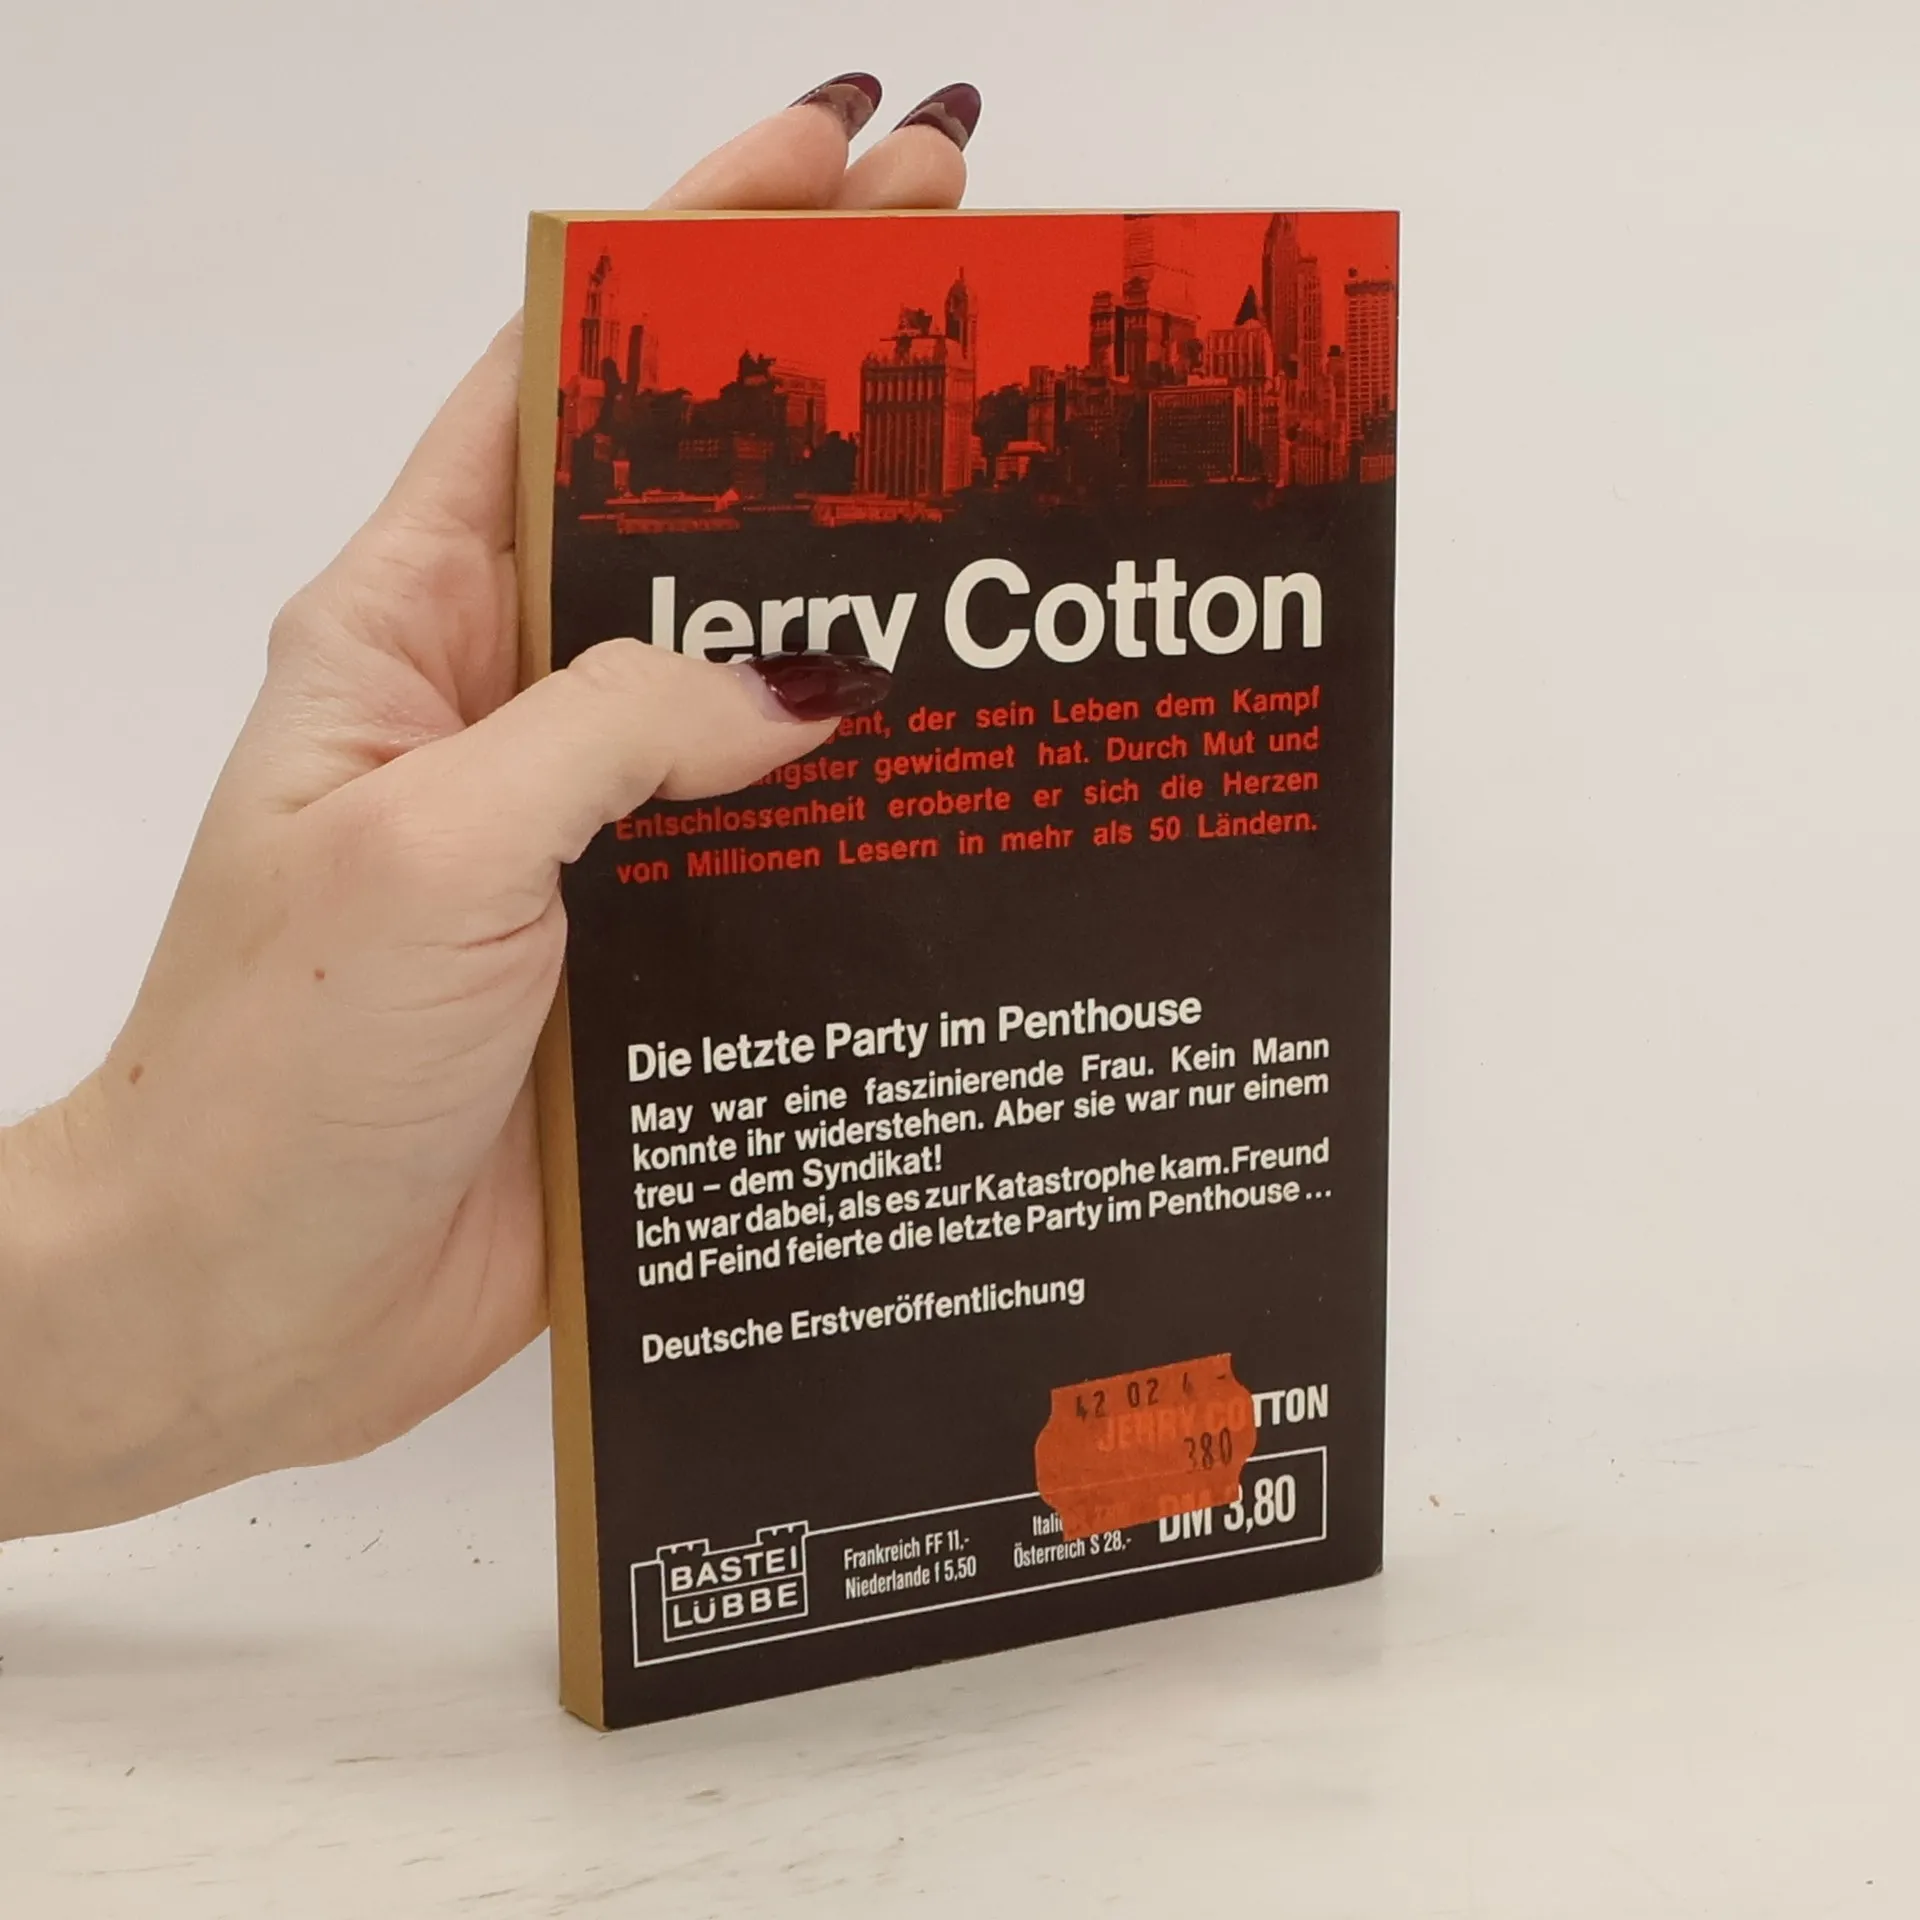 Jerry Cotton
der sein Leben dem Kampf
gewidmet hat. Durch Mut und
Entschlossenheit eroberte er sich die Herzen
von Millionen Lesern in mehr als 50 Ländern.
Die letzte Party im Penthouse
May war eine faszinierende Frau. Kein Mann
konnte ihr widerstehen. Aber sie war nur einem
treu – dem Syndikat!
Ich war dabei, als es zur Katastrophe kam. Freund
und Feind feierte die letzte Party im Penthouse...
Deutsche Erstveröffentlichung
42 02 4 -
JERRY COTTON
380
BASTEI
LÜBBE
Frankreich FF 11,-
Niederlande f 5,50
Österreich S 28,-
DM 3,80